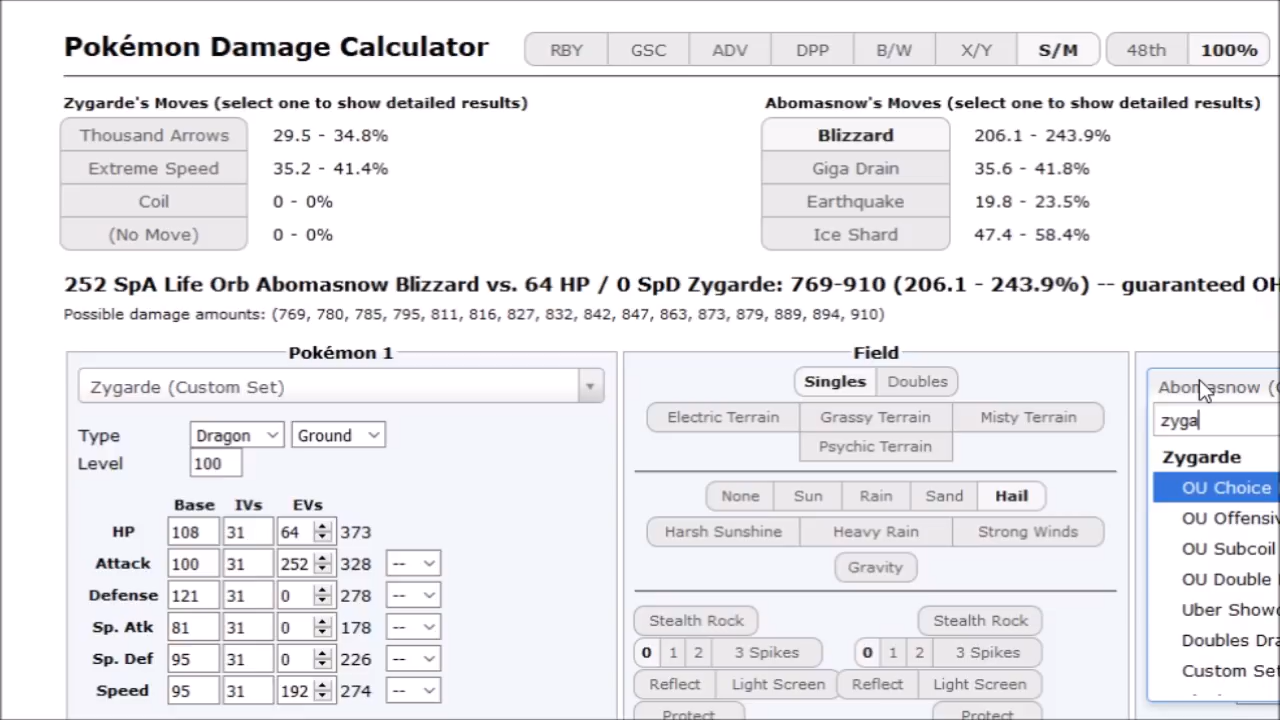 Pokémon Damage Calculator
RBY GSC ADV DPP B/W X/Y S/M 48th 100%
Zygarde's Moves (select one to show detailed results)
Thousand Arrows 29.5 - 34.8%
Extreme Speed 35.2 - 41.4%
Coil 0 - 0%
(No Move) 0 - 0%
Abomasnow's Moves (select one to show detailed results)
Blizzard 206.1 - 243.9%
Giga Drain 35.6 - 41.8%
Earthquake 19.8 - 23.5%
Ice Shard 47.4 - 58.4%
252 SpA Life Orb Abomasnow Blizzard vs. 64 HP / 0 SpD Zygarde: 769-910 (206.1 - 243.9%) -- guaranteed OH
Possible damage amounts: (769, 780, 785, 795, 811, 816, 827, 832, 842, 847, 863, 873, 879, 889, 894, 910)
Pokémon 1
Zygarde (Custom Set)
Type Dragon Ground
Level 100
Base IVs EVs
HP 108 31 64 373
Attack 100 31 252 328 --
Defense 121 31 0 278 --
Sp. Atk 81 31 0 178 --
Sp. Def 95 31 0 226 --
Speed 95 31 192 274 --
Field
Singles Doubles
Electric Terrain Grassy Terrain Misty Terrain
Psychic Terrain
None Sun Rain Sand Hail
Harsh Sunshine Heavy Rain Strong Winds
Gravity
Stealth Rock Stealth Rock
0 1 2 3 Spikes 0 1 2 3 Spikes
Reflect Light Screen Reflect Light Screen
Protect Protect
Abomasnow (
zyga
Zygarde
OU Choice
OU Offensiv
OU Subcoil
OU Double
Uber Show
Doubles Dra
Custom Set